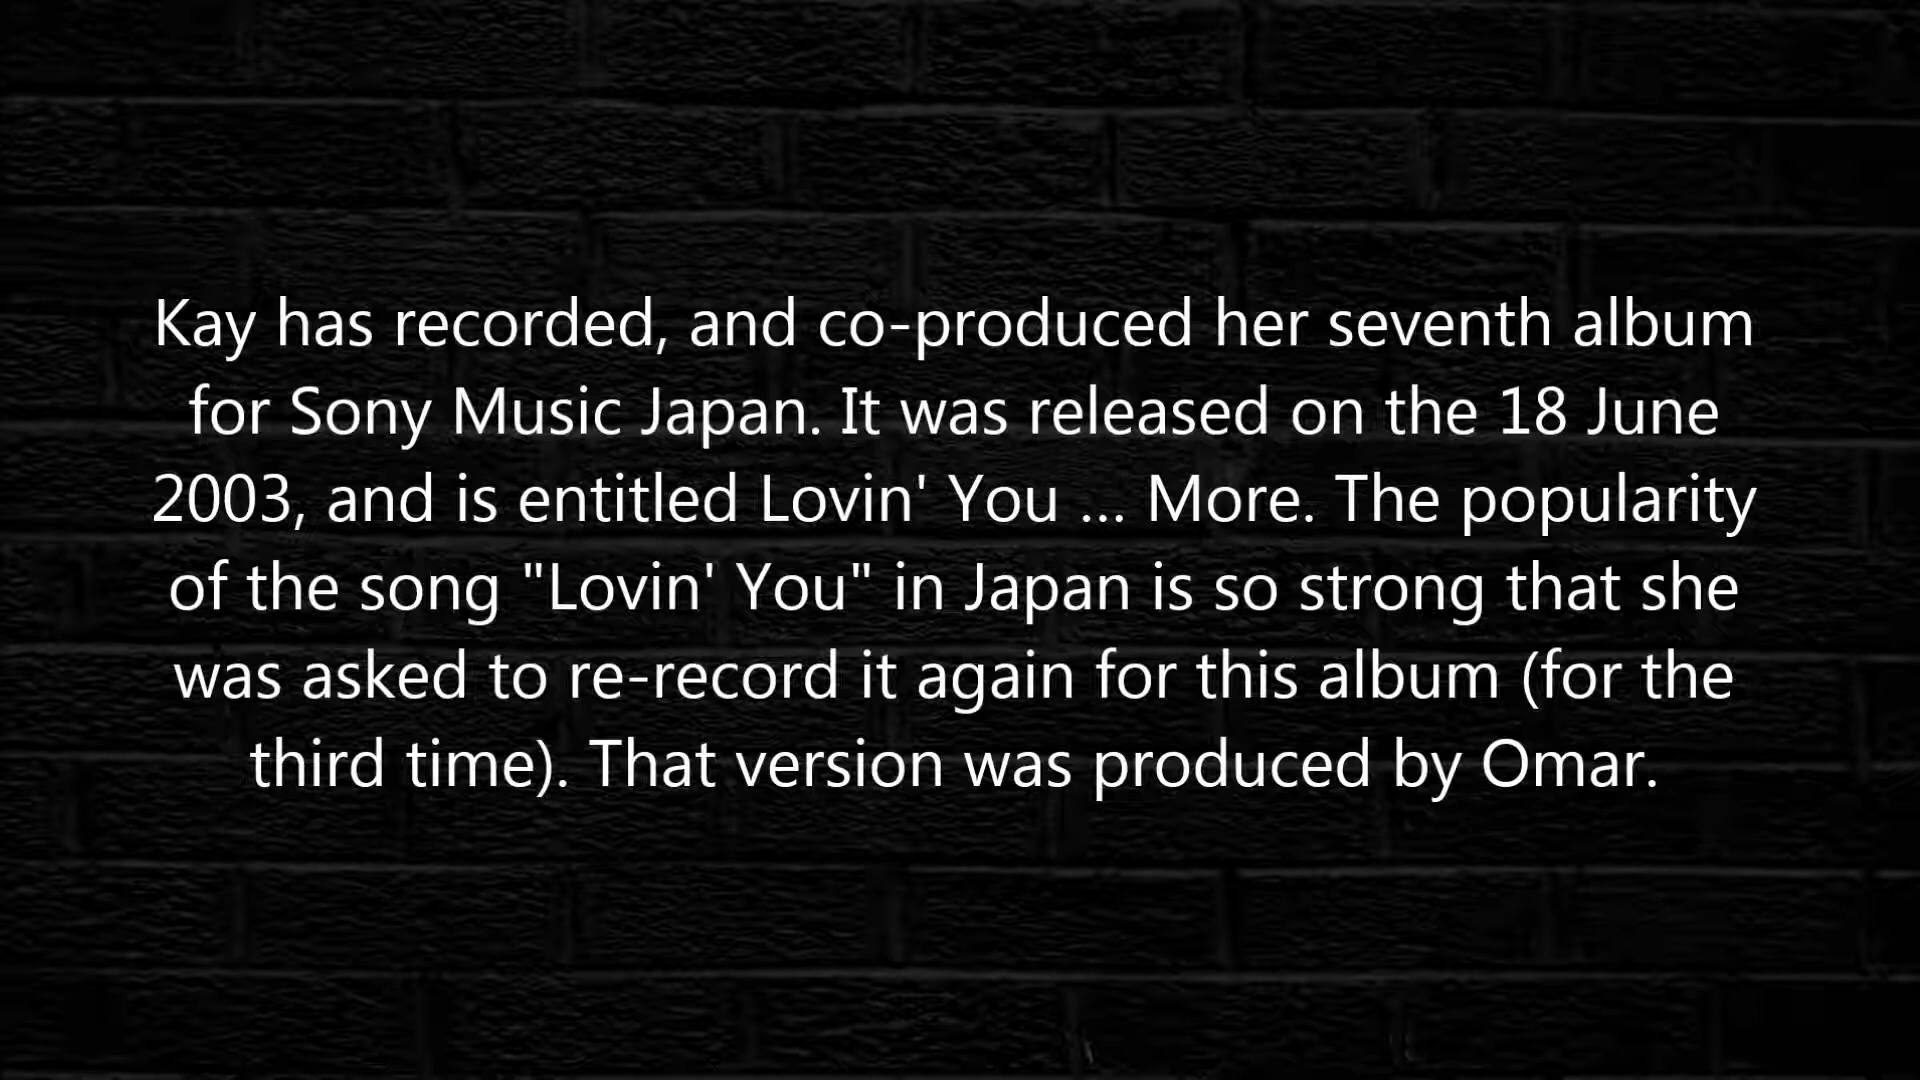 Kay has recorded, and co-produced her seventh album
for Sony Music Japan. It was released on the 18 June
2003, and is entitled Lovin' You ... More. The popularity
of the song "Lovin' You" in Japan is so strong that she
was asked to re-record it again for this album (for the
third time). That version was produced by Omar.